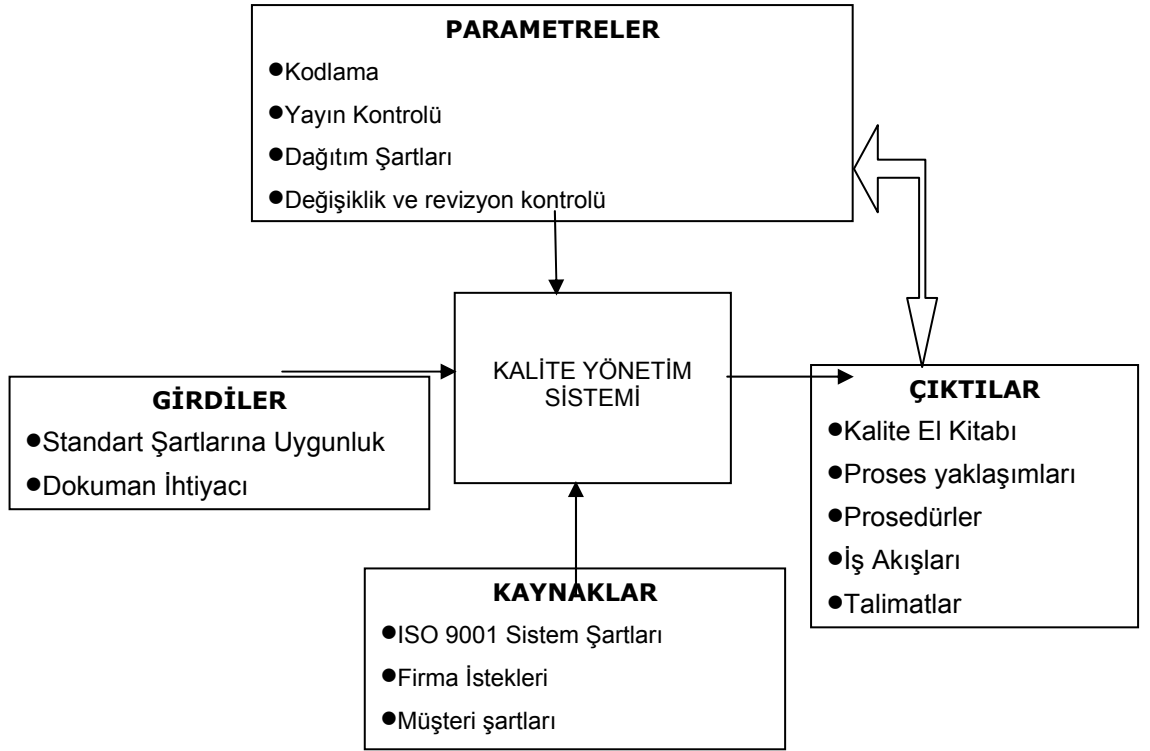 PARAMETRELER
●Kodlama
●Yayın Kontrolü
●Dağıtım Şartları
●Değişiklik ve revizyon kontrolü
KALİTE YÖNETİM
SİSTEMİ
GİRDİLER
●Standart Şartlarına Uygunluk
●Dokuman İhtiyacı
ÇIKTILAR
●Kalite El Kitabı
●Proses yaklaşımları
●Prosedürler
●İş Akışları
●Talimatlar
KAYNAKLAR
●ISO 9001 Sistem Şartları
●Firma İstekleri
●Müşteri şartları